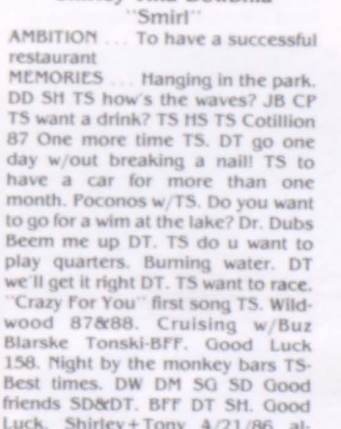 "Smirl"
AMBITION ... To have a successful
restaurant
MEMORIES ... Hanging in the park.
DD SH TS how's the waves? JB CP
TS want a drink? TS HS TS Cotillion
87 One more time TS. DT go one
day w/out breaking a nail! TS to
have a car for more than one
month. Poconos w/TS. Do you want
to go for a wim at the lake? Dr. Dubs
Beem me up DT. TS do u want to
play quarters. Burning water. DT
we'll get it right DT. TS want to race.
"Crazy For You" first song TS. Wild-
wood 87&88. Cruising w/Buz
Blarske Tonski-BFF. Good Luck
158. Night by the monkey bars TS-
Best times. DW DM SG SD Good
friends SD&DT. BFF DT SH. Good
Luck. Shirley+Tony 4/21/86 al-